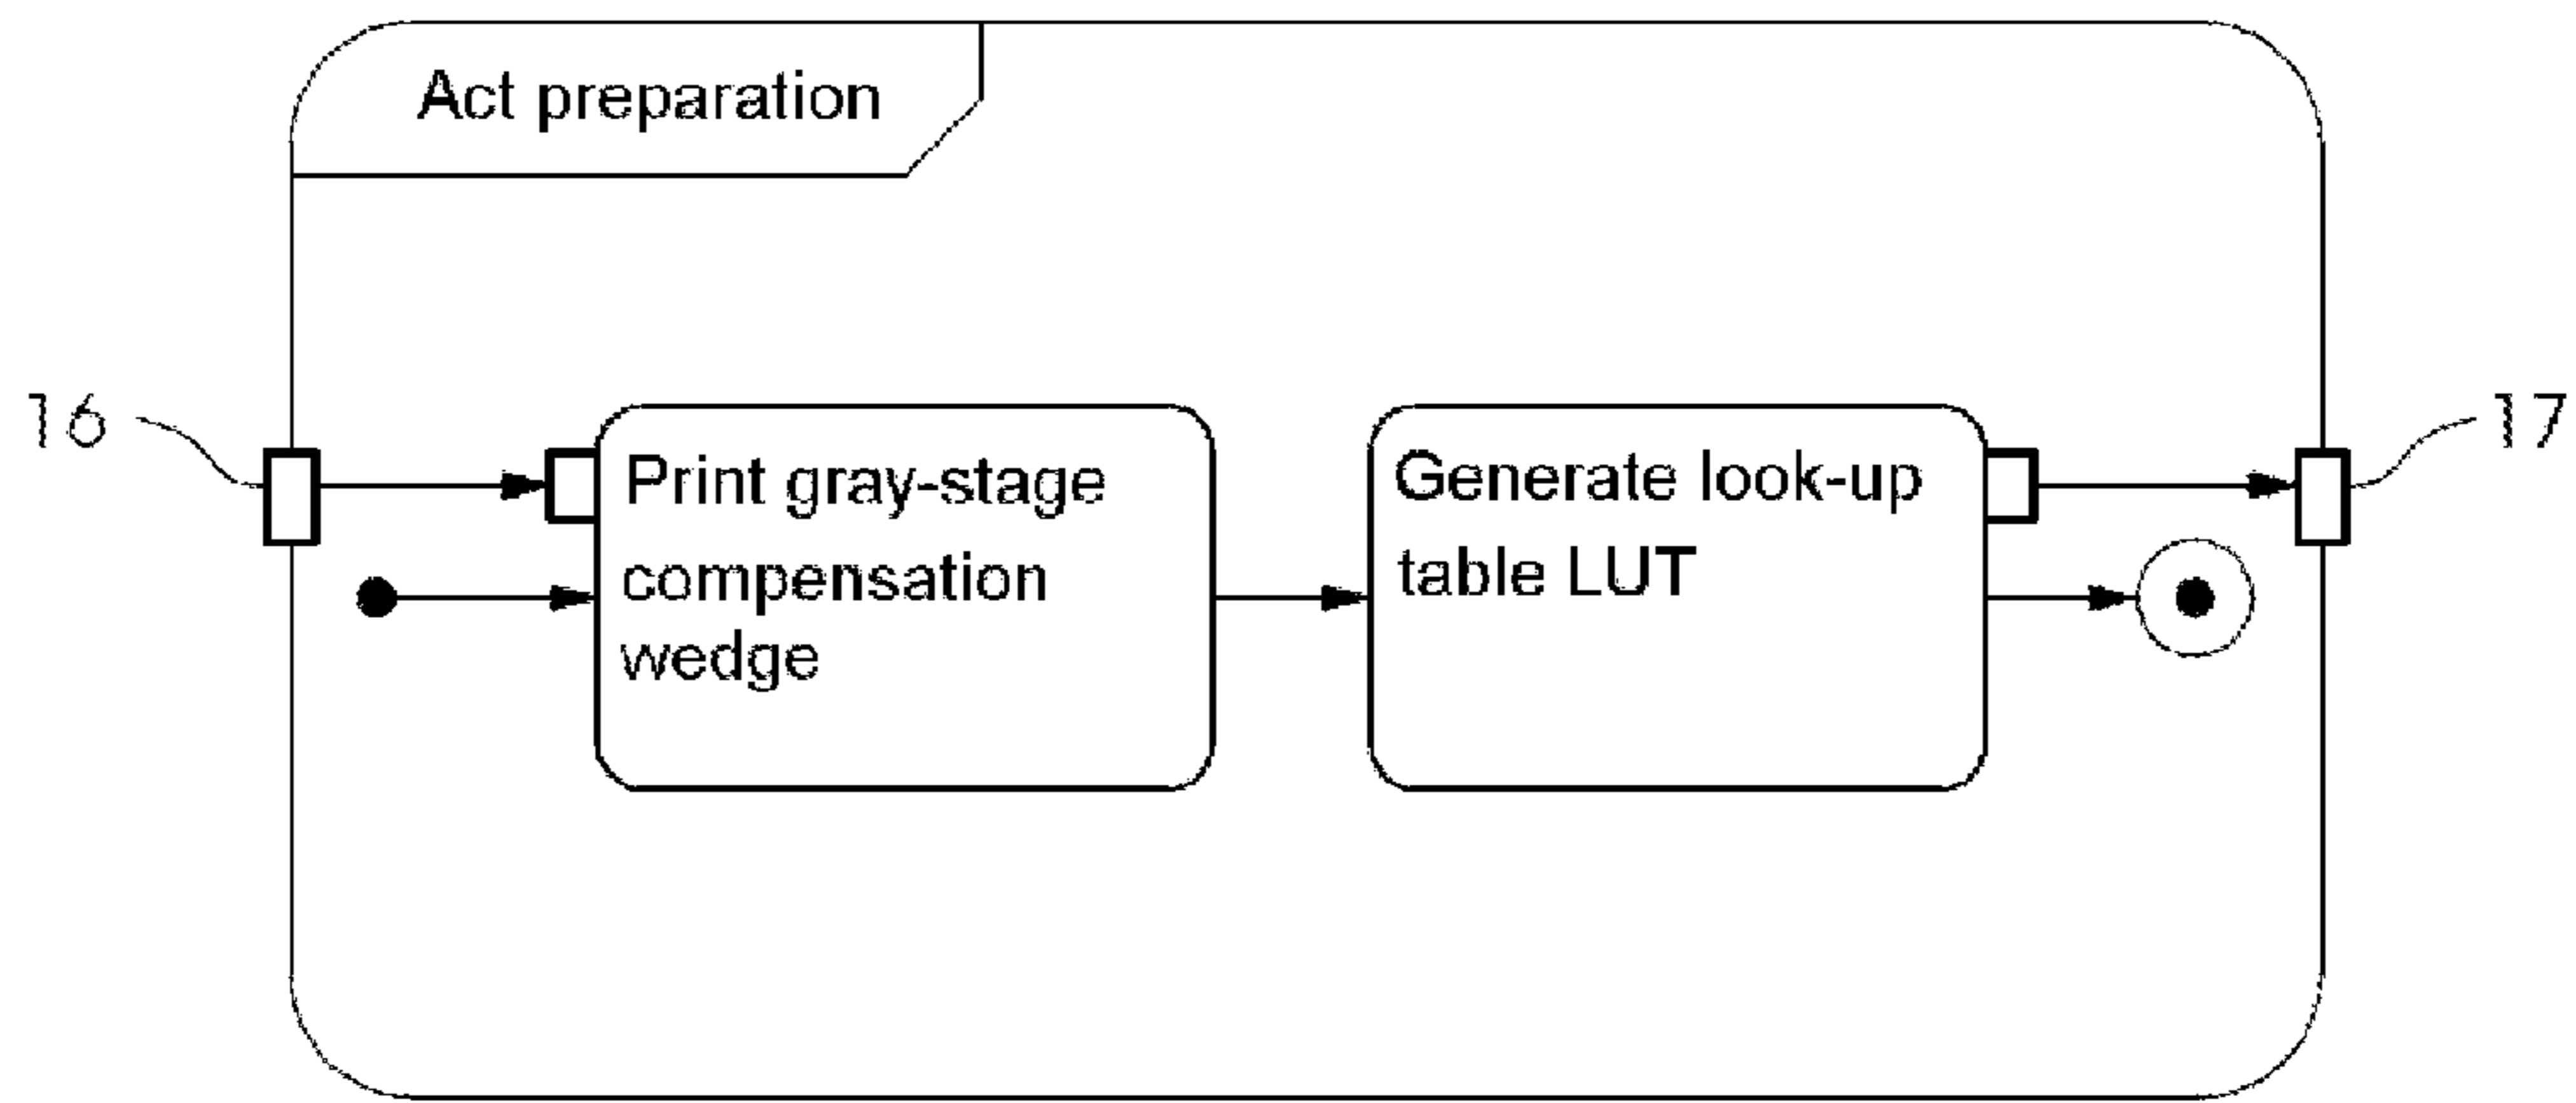 Act preparation
16
17
Print gray-stage
compensation
wedge
Generate look-up
table LUT